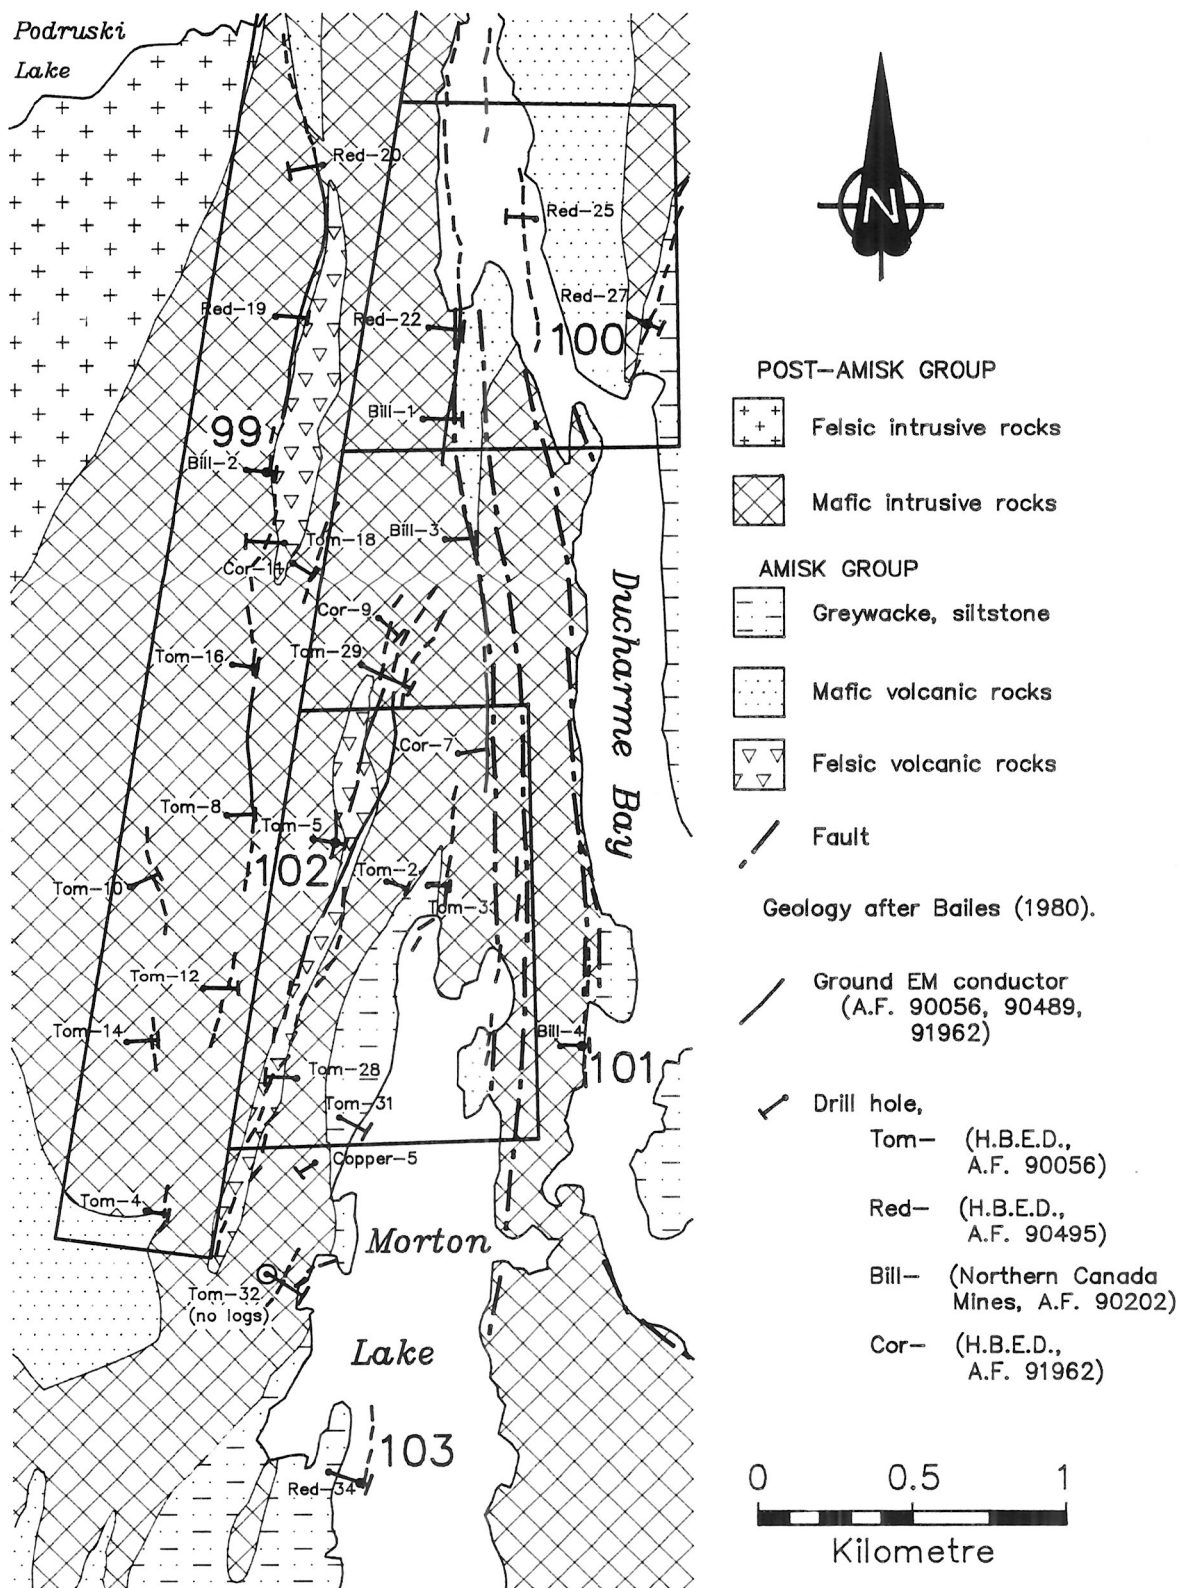 Podruski
Lake
Red-20
Red-25
Red-19
Red-22
Red-27
100
Bill-1
99
Bill-2
Bill-3
Tom-18
Cor-11
Cor-9
Tom-29
Tom-16
Ducharme Bay
Cor-7
Tom-8
Tom-5
102
Tom-2
Tom-10
Tom-3
Tom-12
Tom-14
Bill-4
101
Tom-28
Tom-31
Copper-5
Tom-4
Morton
Tom-32
(no logs)
Lake
103
Red-34
N
POST-AMISK GROUP
Felsic intrusive rocks
Mafic intrusive rocks
AMISK GROUP
Greywacke, siltstone
Mafic volcanic rocks
Felsic volcanic rocks
Fault
Geology after Bailes (1980).
Ground EM conductor
(A.F. 90056, 90489,
91962)
Drill hole,
Tom- (H.B.E.D.,
A.F. 90056)
Red- (H.B.E.D.,
A.F. 90495)
Bill- (Northern Canada
Mines, A.F. 90202)
Cor- (H.B.E.D.,
A.F. 91962)
0 0.5 1
Kilometre